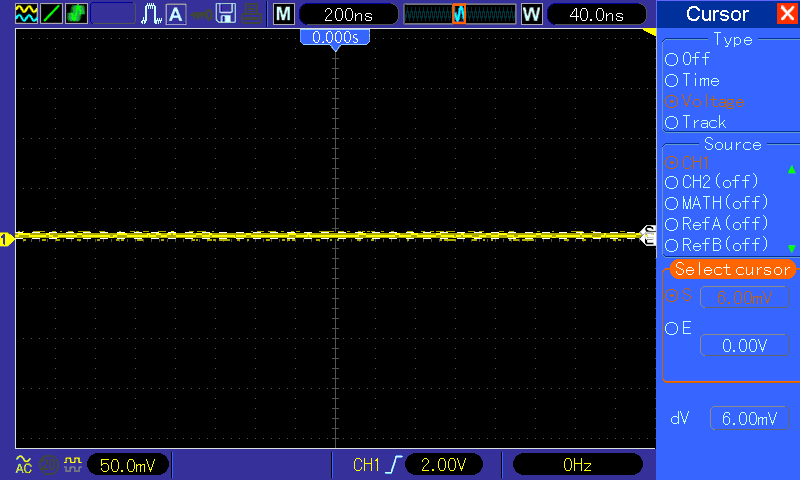 A M 200ns W 40.0ns Cursor
0.000s
Type
Off
Time
Voltage
Track
Source
CH1
CH2(off)
MATH(off)
RefA(off)
RefB(off)
1
Select cursor
S 6.00mV
E
0.00V
dV 6.00mV
AC 50.0mV CH1 2.00V 0Hz